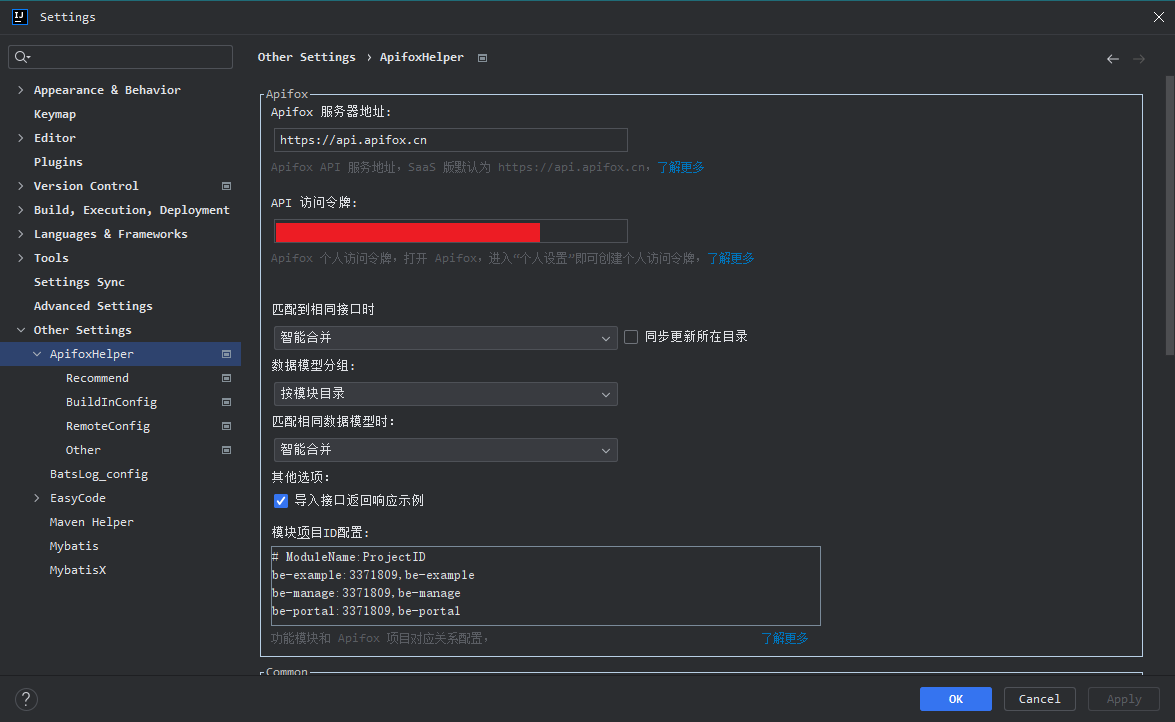 Settings
Other Settings › ApifoxHelper
Appearance & Behavior
Keymap
Editor
Plugins
Version Control
Build, Execution, Deployment
Languages & Frameworks
Tools
Settings Sync
Advanced Settings
Other Settings
ApifoxHelper
Recommend
BuildInConfig
RemoteConfig
Other
BatsLog_config
EasyCode
Maven Helper
Mybatis
MybatisX
Apifox
Apifox 服务器地址:
https://api.apifox.cn
Apifox API 服务地址，SaaS 版默认为 https://api.apifox.cn，了解更多
API 访问令牌:
Apifox 个人访问令牌，打开 Apifox，进入“个人设置”即可创建个人访问令牌，了解更多
匹配到相同接口时
智能合并 同步更新所在目录
数据模型分组:
按模块目录
匹配相同数据模型时:
智能合并
其他选项:
导入接口返回响应示例
模块项目ID配置:
# ModuleName:ProjectID
be-example:3371809,be-example
be-manage:3371809,be-manage
be-portal:3371809,be-portal
功能模块和 Apifox 项目对应关系配置， 了解更多
Common
? OK Cancel Apply